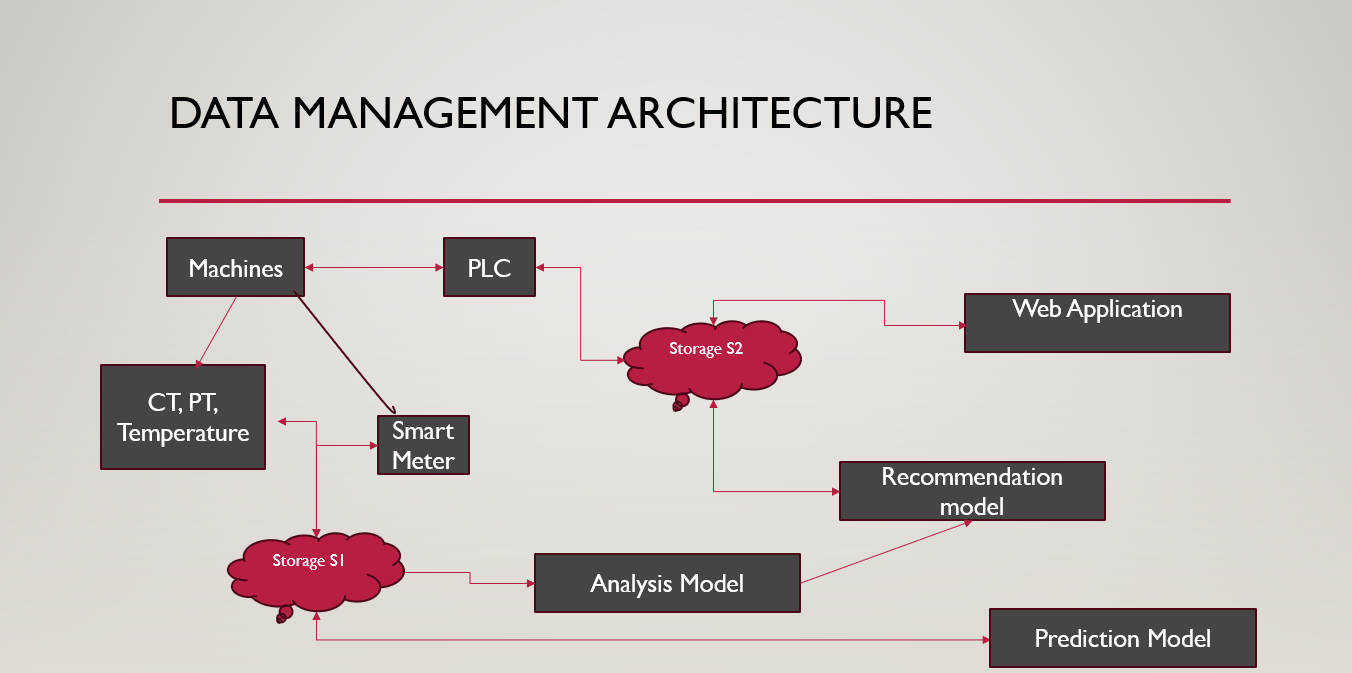 DATA MANAGEMENT ARCHITECTURE
Machines
PLC
Web Application
Storage S2
CT, PT,
Temperature
Smart
Meter
Recommendation
model
Storage S1
Analysis Model
Prediction Model